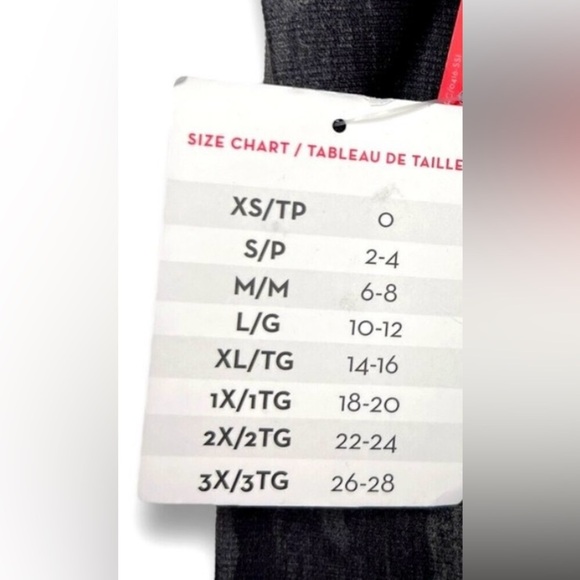 SIZE CHART / TABLEAU DE TAILLE
XS/TP 0
S/P 2-4
M/M 6-8
L/G 10-12
XL/TG 14-16
1X/1TG 18-20
2X/2TG 22-24
3X/3TG 26-28